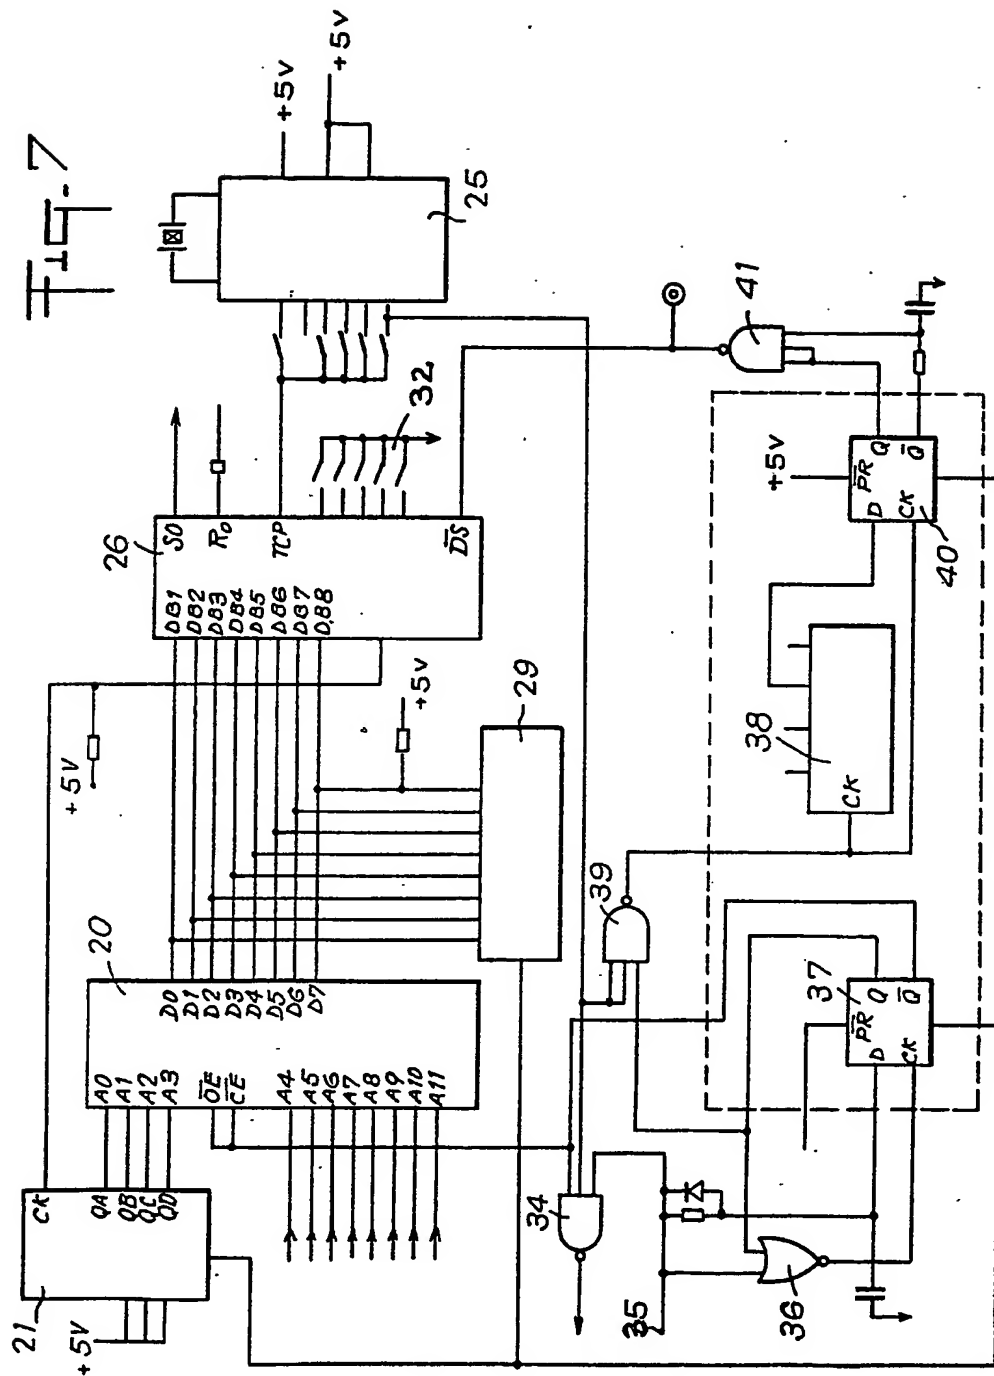 Fig-7
+5V
+5V
25
26
SO
RO
TCP
DS
DB1
DB2
DB3
DB4
DB5
DB6
DB7
DB8
32
+5V
+5V
29
20
D0
D1
D2
D3
D4
D5
D6
D7
A0
A1
A2
A3
OE
CE
A4
A5
A6
A7
A8
A9
A10
A11
CK
QA
QB
QC
QD
21
+5V
41
+5V
PR
D
Q
CK
Q
40
38
CK
39
37
PR
D
Q
CK
Q
34
35
36